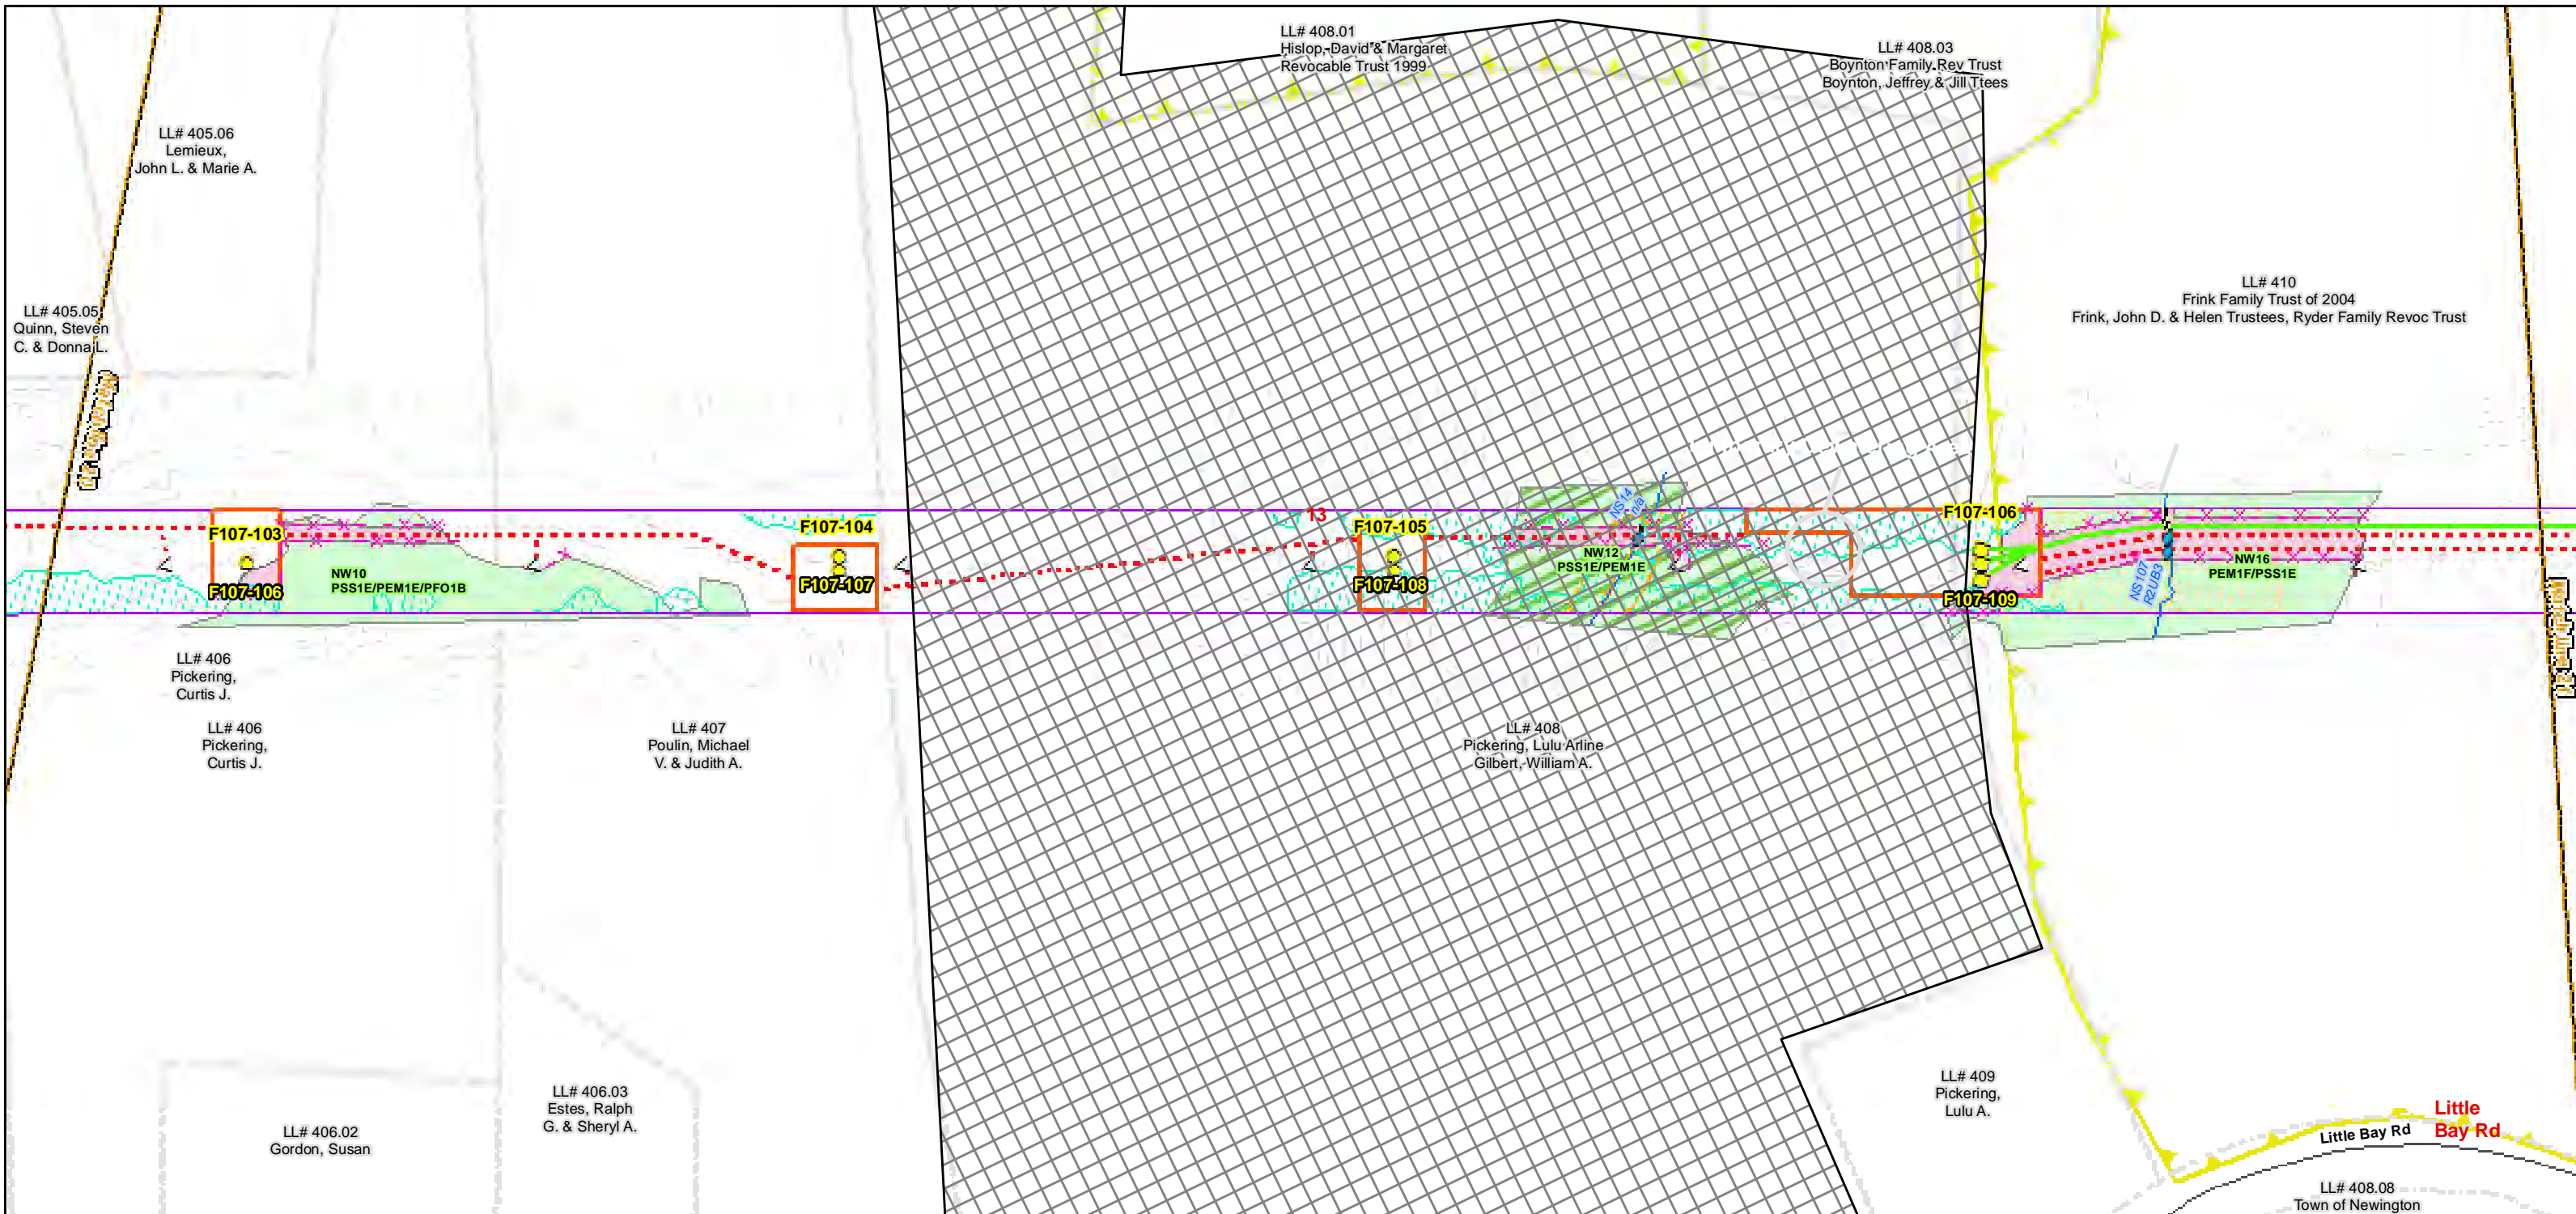 LL# 408.01
Hislop, David & Margaret
Revocable Trust 1999
LL# 408.03
Boynton Family Rev Trust
Boynton, Jeffrey & Jill Ttees
LL# 405.06
Lemieux,
John L. & Marie A.
LL# 405.05
Quinn, Steven
C. & Donna L.
LL# 410
Frink Family Trust of 2004
Frink, John D. & Helen Trustees, Ryder Family Revoc Trust
F107-103
F107-106
NW10
PSS1E/PEM1E/PFO1B
F107-104
F107-107
13
F107-105
F107-108
NS14
n/a
NW12
PSS1E/PEM1E
F107-106
F107-109
NS107
R2UB3
NW16
PEM1F/PSS1E
LL# 406
Pickering,
Curtis J.
LL# 406
Pickering,
Curtis J.
LL# 407
Poulin, Michael
V. & Judith A.
LL# 408
Pickering, Lulu Arline
Gilbert, William A.
LL# 406.03
Estes, Ralph
G. & Sheryl A.
LL# 406.02
Gordon, Susan
LL# 409
Pickering,
Lulu A.
Little Bay Rd
Little
Bay Rd
LL# 408.08
Town of Newington